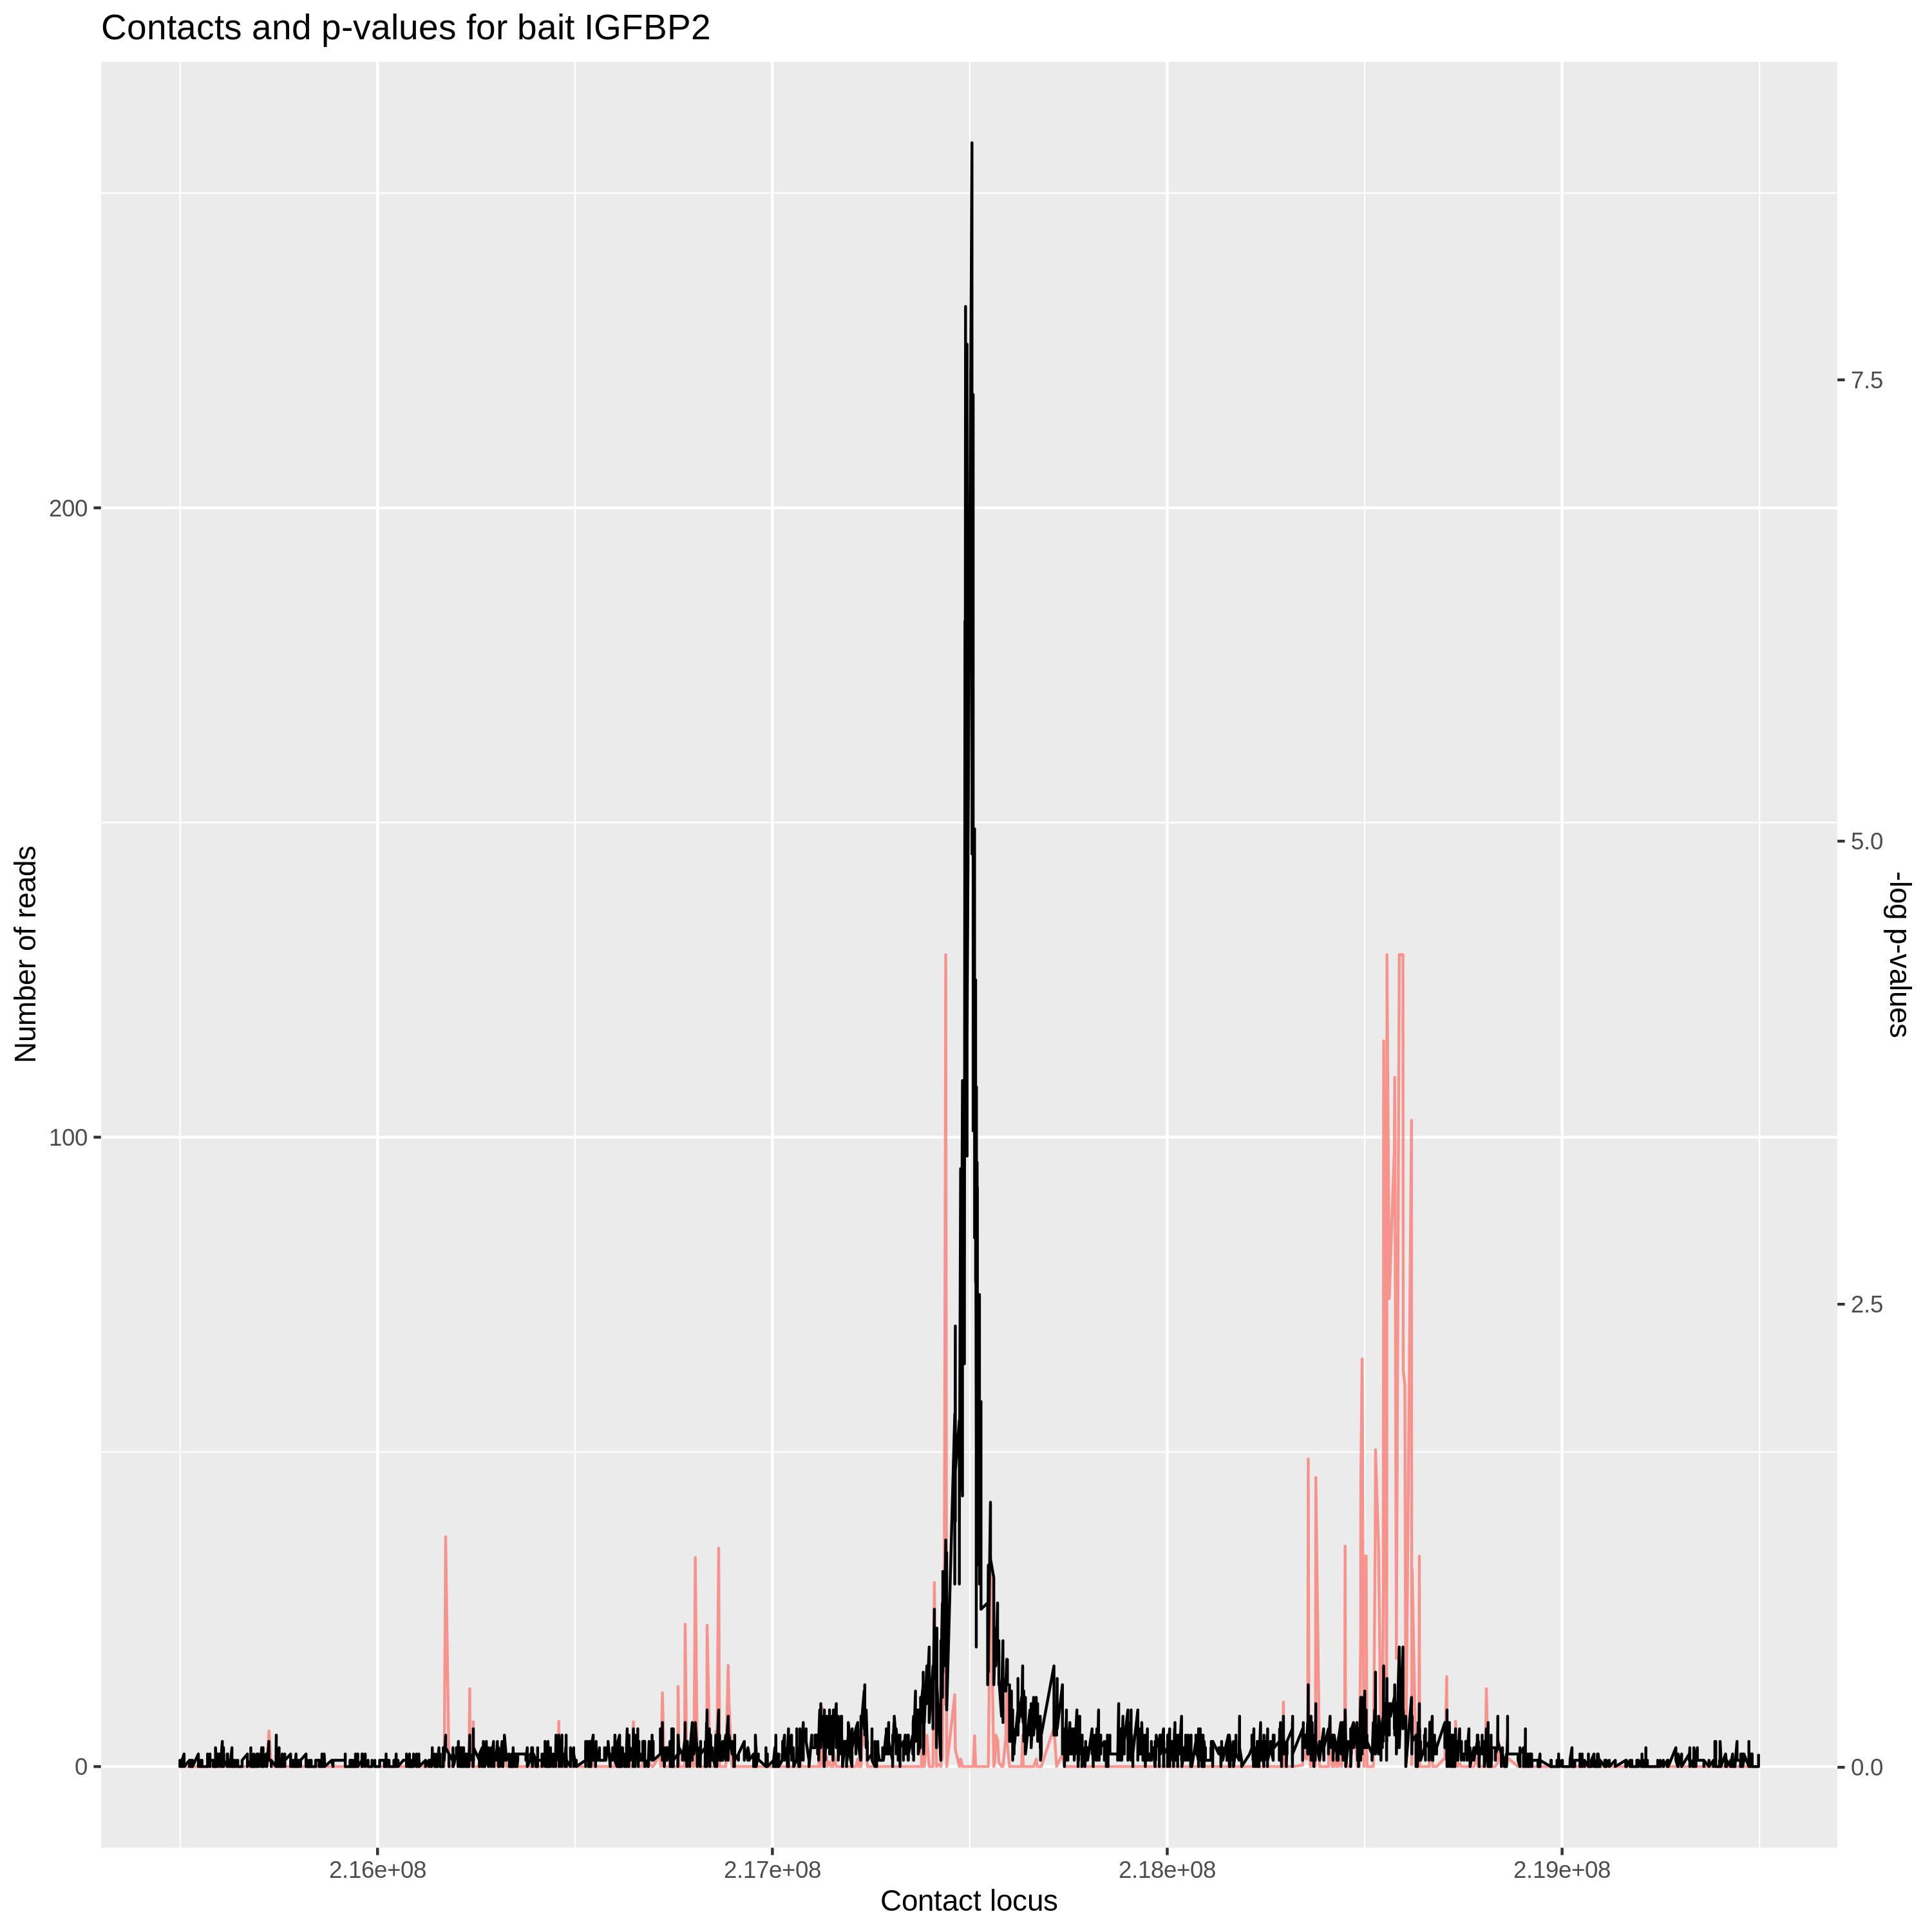 Contacts and p-values for bait IGFBP2
Number of reads
200
100
0
7.5
5.0
2.5
0.0
-log p-values
2.16e+08
2.17e+08
2.18e+08
2.19e+08
Contact locus